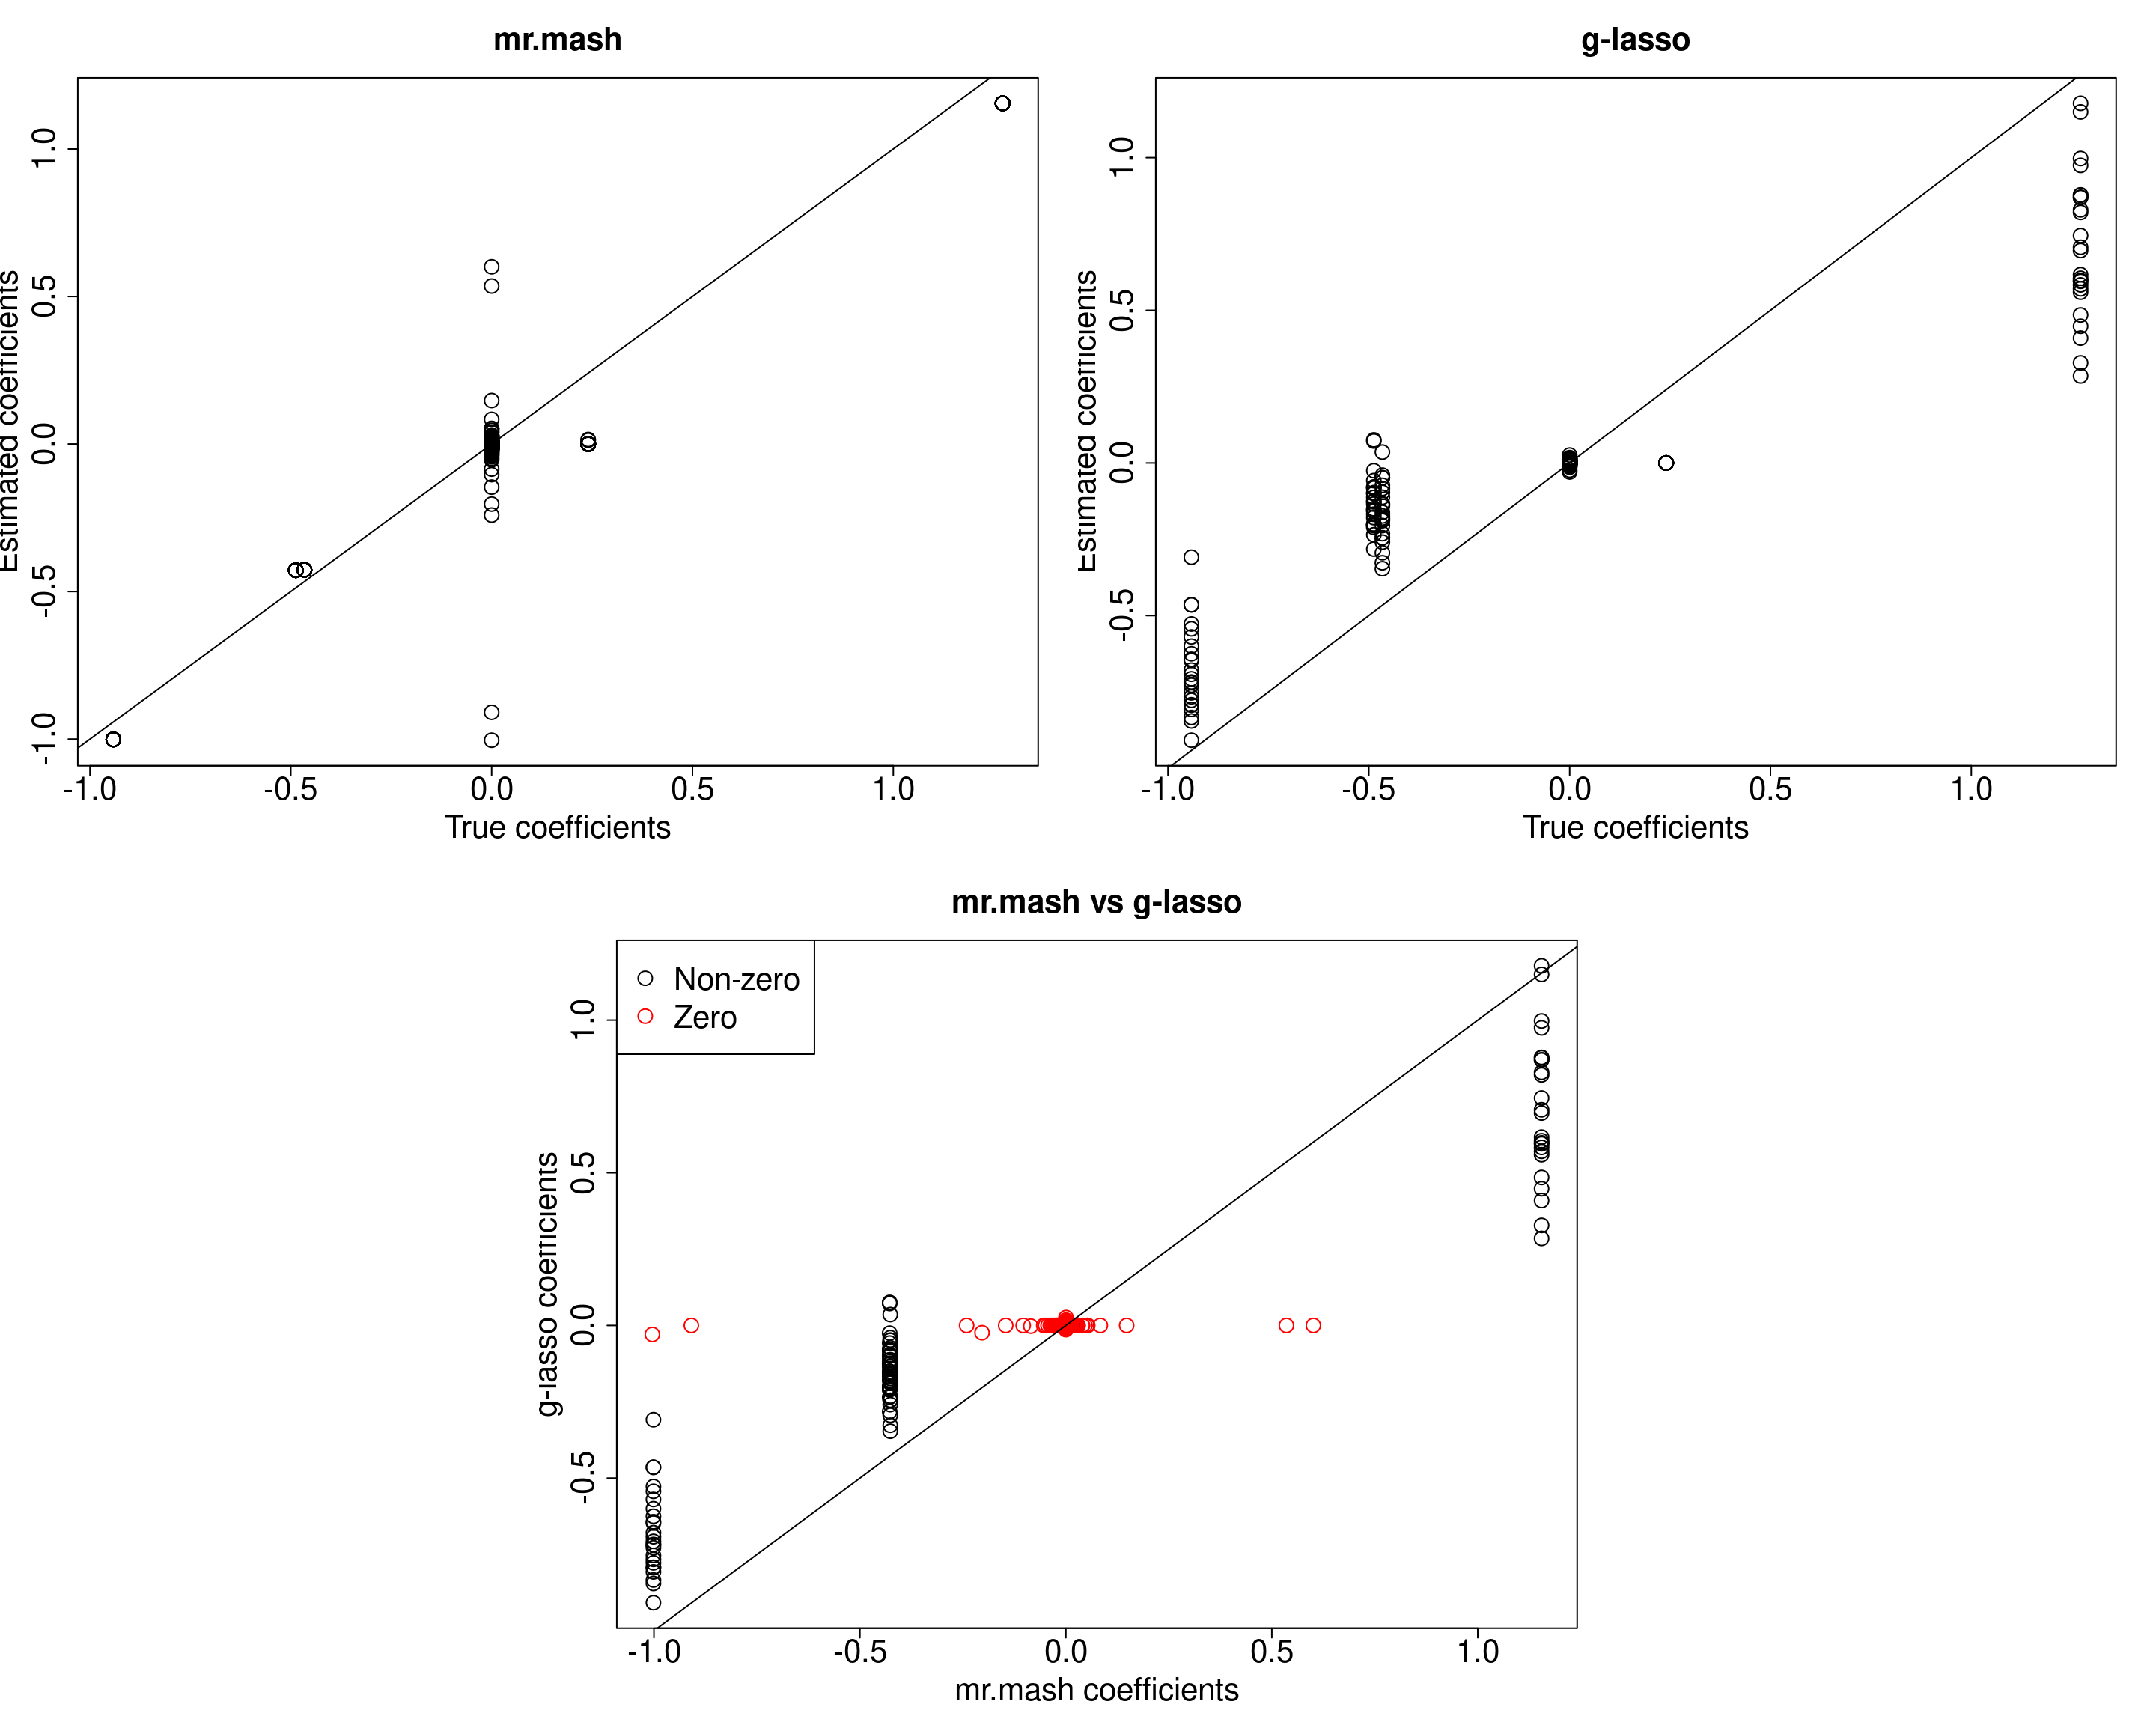 mr.mash
Estimated coefficients
1.0
0.5
0.0
-0.5
-1.0
-1.0 -0.5 0.0 0.5 1.0
True coefficients
g-lasso
Estimated coefficients
1.0
0.5
0.0
-0.5
-1.0 -0.5 0.0 0.5 1.0
True coefficients
mr.mash vs g-lasso
Non-zero
Zero
g-lasso coefficients
1.0
0.5
0.0
-0.5
-1.0 -0.5 0.0 0.5 1.0
mr.mash coefficients